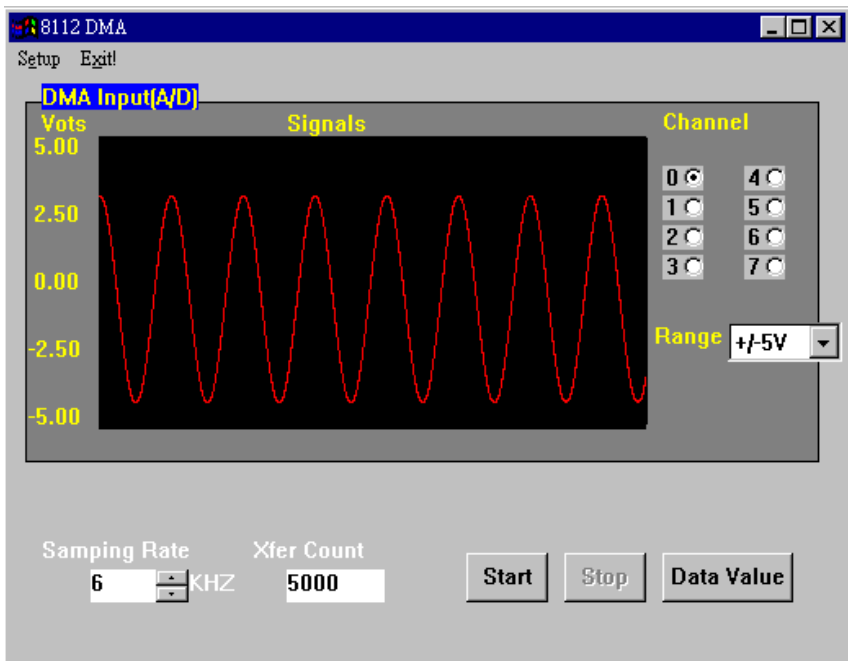 8112 DMA
Setup Exit!
DMA Input(A/D)
Vots Signals Channel
5.00
2.50
0.00
-2.50
-5.00
0 4
1 5
2 6
3 7
Range +/-5V
Samping Rate Xfer Count
6 KHZ 5000 Start Stop Data Value